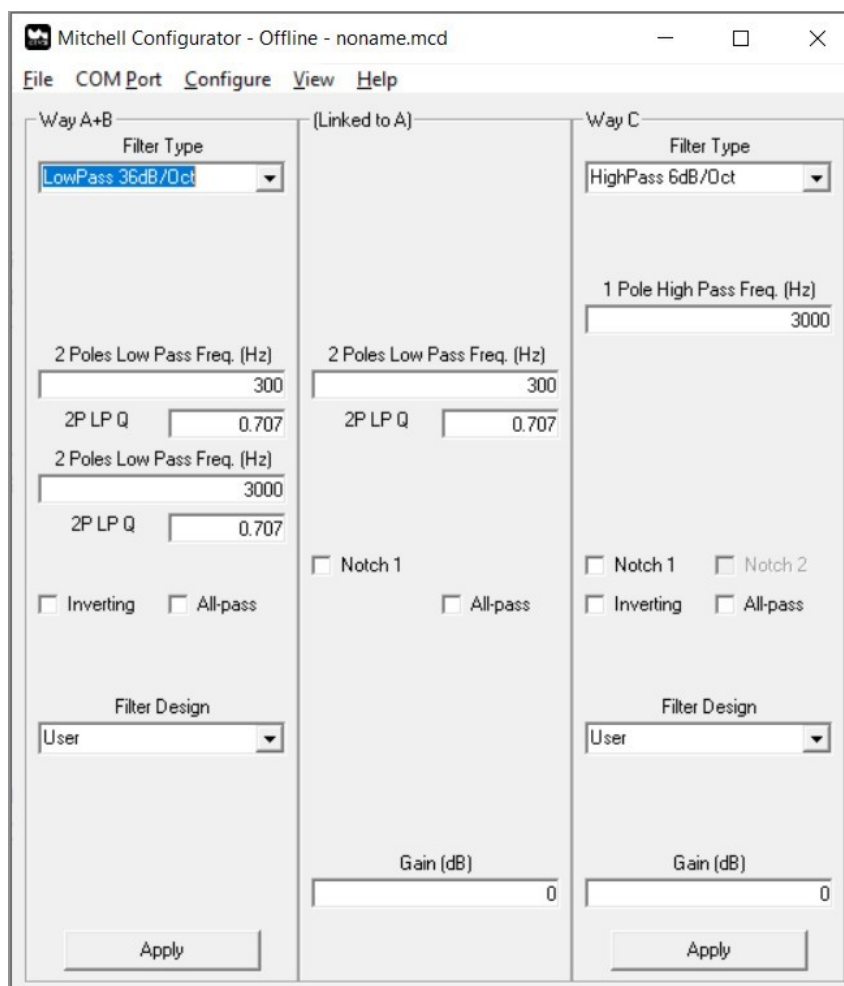 Mitchell Configurator - Offline - noname.mcd
File COM Port Configure View Help
Way A+B
Filter Type
LowPass 36dB/Oct
2 Poles Low Pass Freq. (Hz)
300
2P LP Q 0.707
2 Poles Low Pass Freq. (Hz)
3000
2P LP Q 0.707
Inverting All-pass
Filter Design
User
Apply
(Linked to A)
2 Poles Low Pass Freq. (Hz)
300
2P LP Q 0.707
Notch 1
All-pass
Gain (dB)
0
Way C
Filter Type
HighPass 6dB/Oct
1 Pole High Pass Freq. (Hz)
3000
Notch 1 Notch 2
Inverting All-pass
Filter Design
User
Gain (dB)
0
Apply